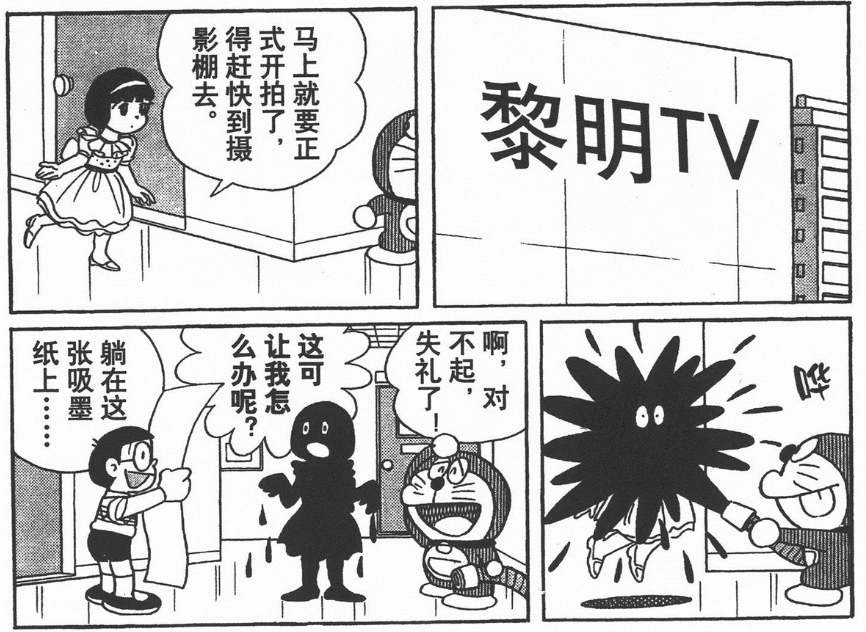 黎明TV
马上就要正
式开拍了，
得赶快到摄
影棚去。
哗
啊，对
不起，
失礼了！
这可
让我怎
么办呢？
躺在这
张吸墨
纸上……